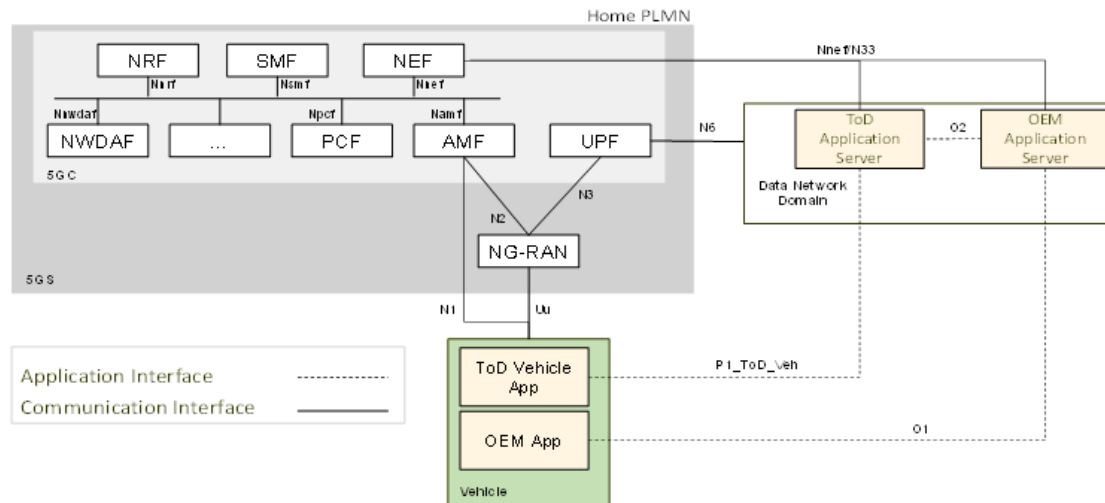 Home PLMN
NRF
SMF
NEF
Nnef/N33
Nnrf
Nsmf
Nnef
Nnwdaf
Npcf
Namf
NWDAF
...
PCF
AMF
UPF
N6
ToD
Application
Server
O2
OEM
Application
Server
5GC
Data Network
Domain
N2
N3
NG-RAN
5GS
N1
Uu
ToD Vehicle
App
P1_ToD_Veh
Application Interface
Communication Interface
OEM App
O1
Vehicle